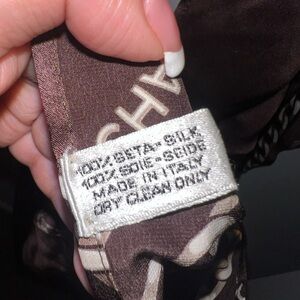 100% SETA - SILK
100% SOIE - SEIDE
MADE IN ITALY
DRY CLEAN ONLY